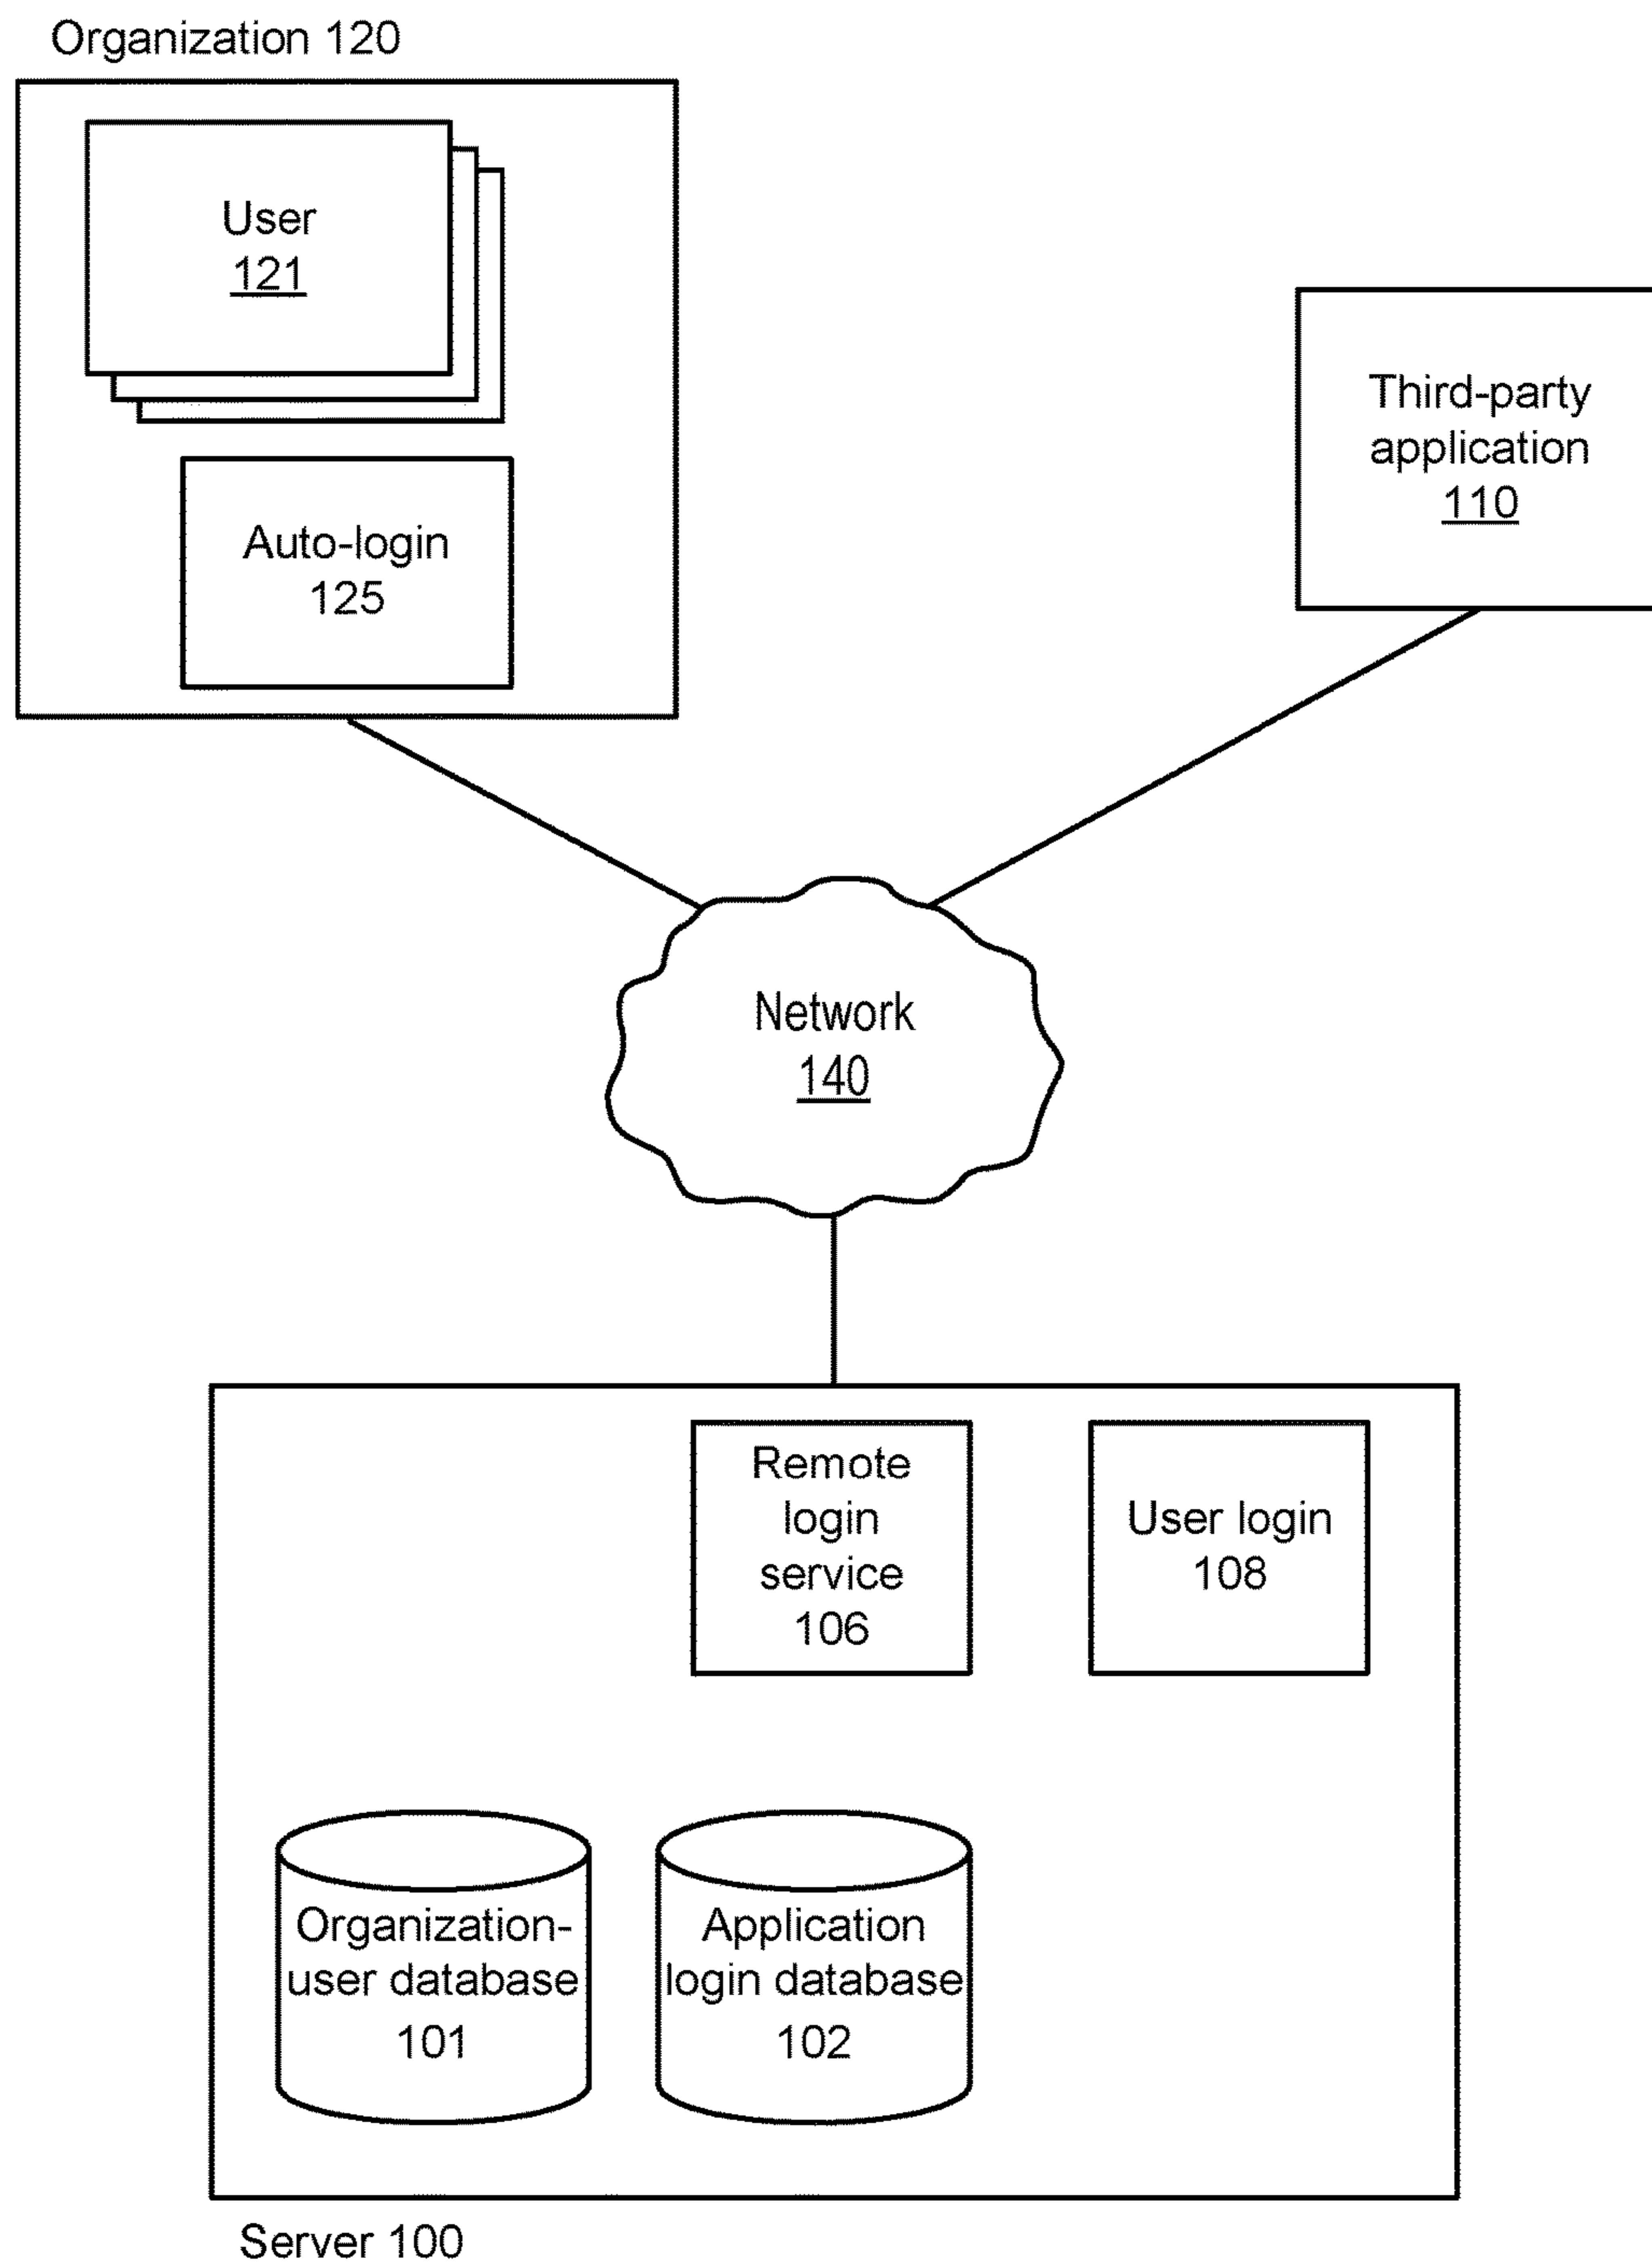 Organization 120
User
121
Auto-login
125
Third-party
application
110
Network
140
Remote
login
service
106
User login
108
Organization-
user database
101
Application
login database
102
Server 100